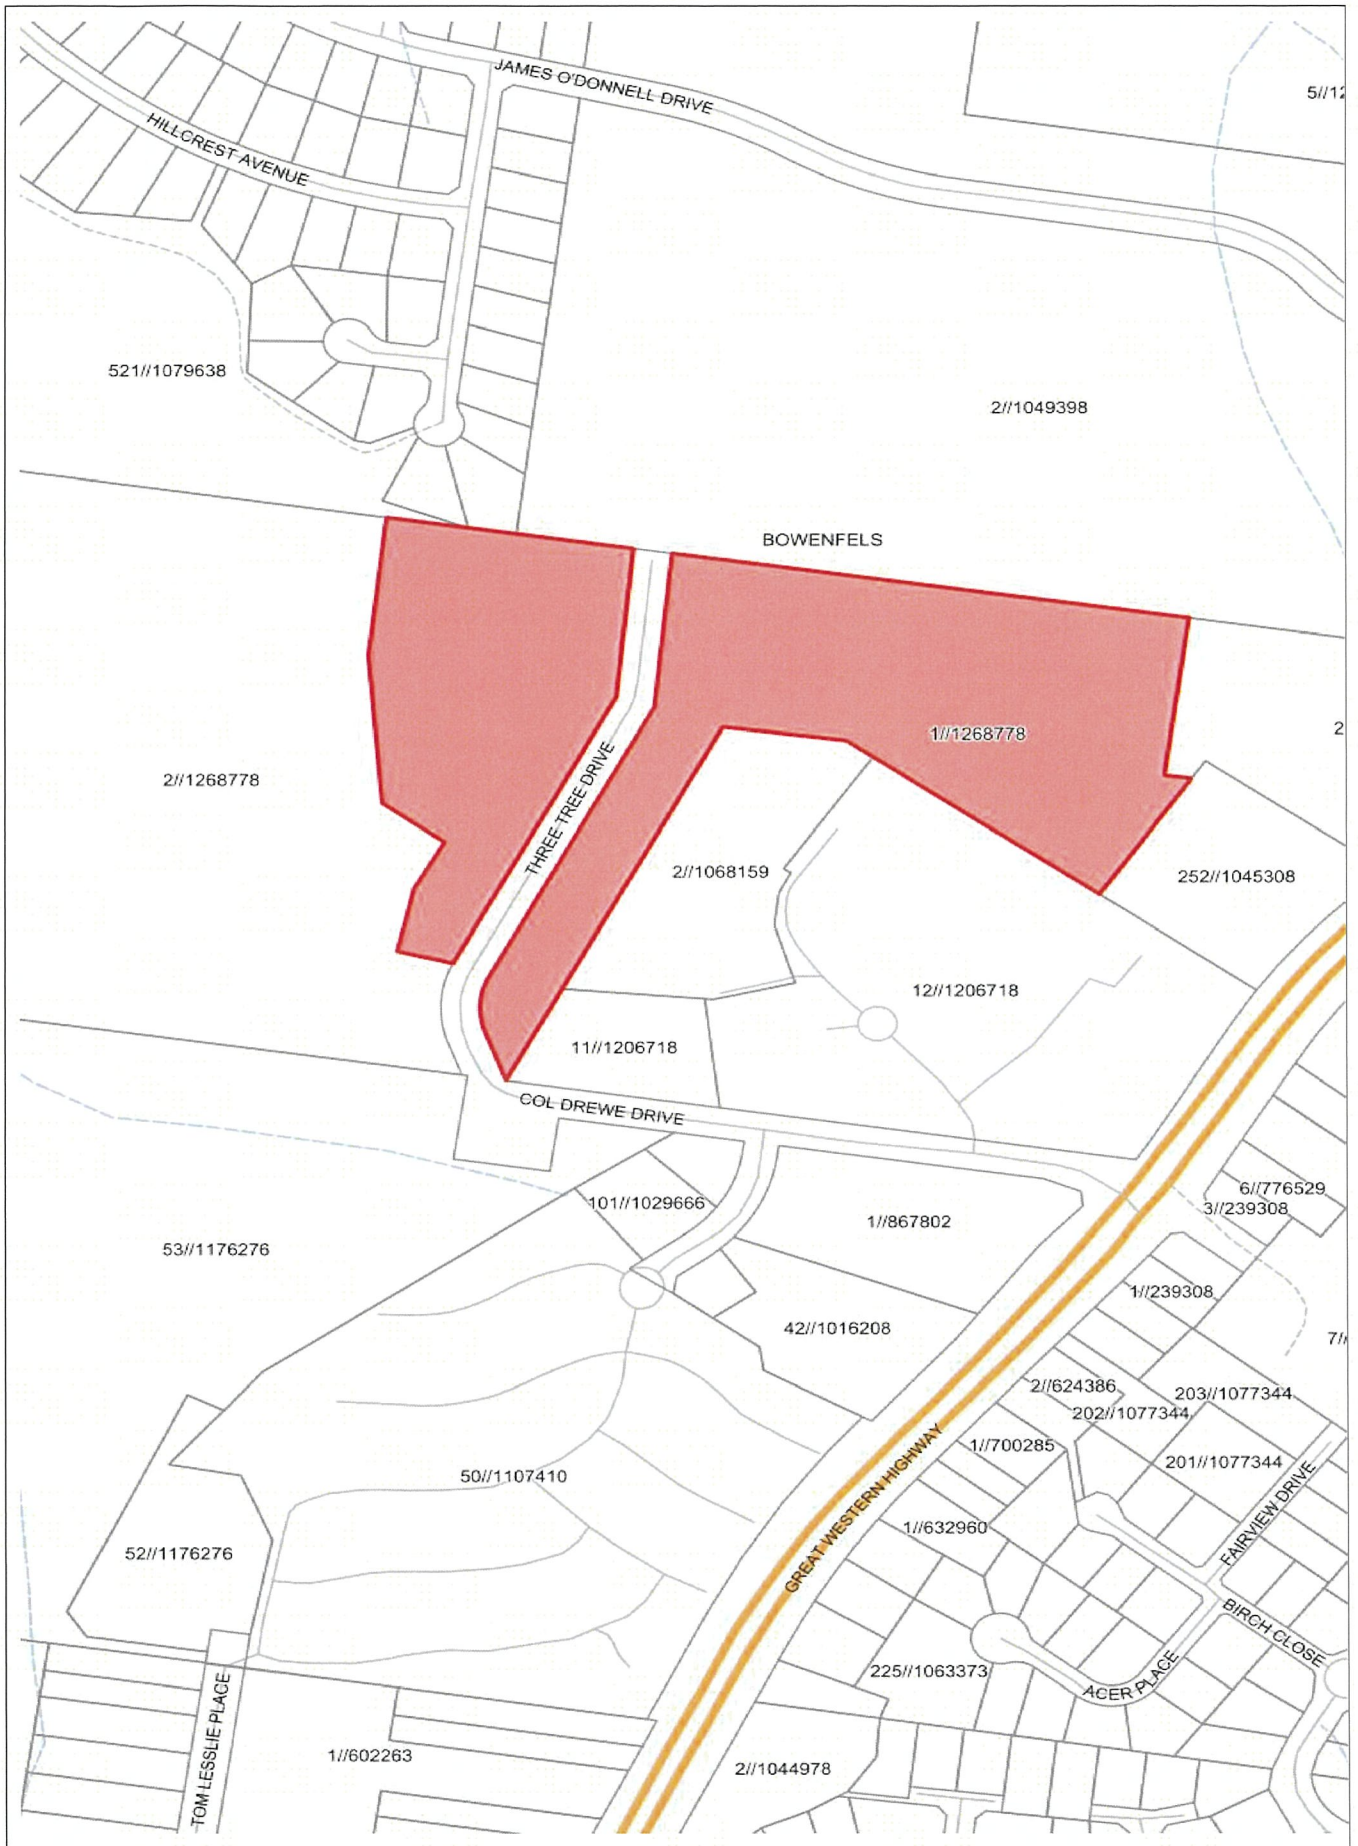 JAMES O'DONNELL DRIVE
5//12
HILLCREST AVENUE
521//1079638
2//1049398
BOWENFELS
1//1268778
2
2//1268778
THREE TREE DRIVE
2//1068159
252//1045308
12//1206718
11//1206718
COL DREWE DRIVE
6//776529
101//1029666
3//239308
1//867802
53//1176276
1//239308
42//1016208
7//
2//624386
203//1077344
202//1077344
1//700285
201//1077344
50//1107410
FAIRVIEW DRIVE
GREAT WESTERN HIGHWAY
1//632960
52//1176276
BIRCH CLOSE
225//1063373
ACER PLACE
TOM LESSLIE PLACE
1//602263
2//1044978